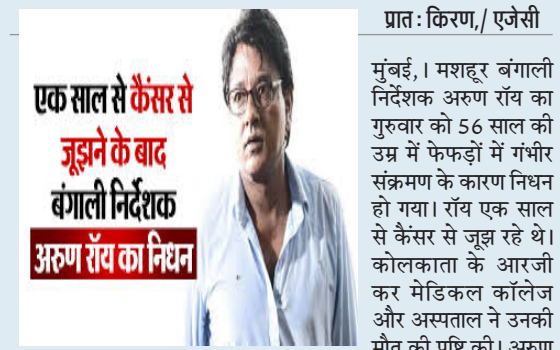 एक साल से कैंसर से
जूझने के बाद
बंगाली निर्देशक
अरुण रॉय का निधन
प्रात : किरण,/ एजेसी
मुंबई,। मशहूर बंगाली
निर्देशक अरुण रॉय का
गुरुवार को 56 साल की
उम्र में फेफड़ों में गंभीर
संक्रमण के कारण निधन
हो गया। रॉय एक साल
से कैंसर से जूझ रहे थे।
कोलकाता के आरजी
कर मेडिकल कॉलेज
और अस्पताल ने उनकी
मौत की पुष्टि की। अरुण